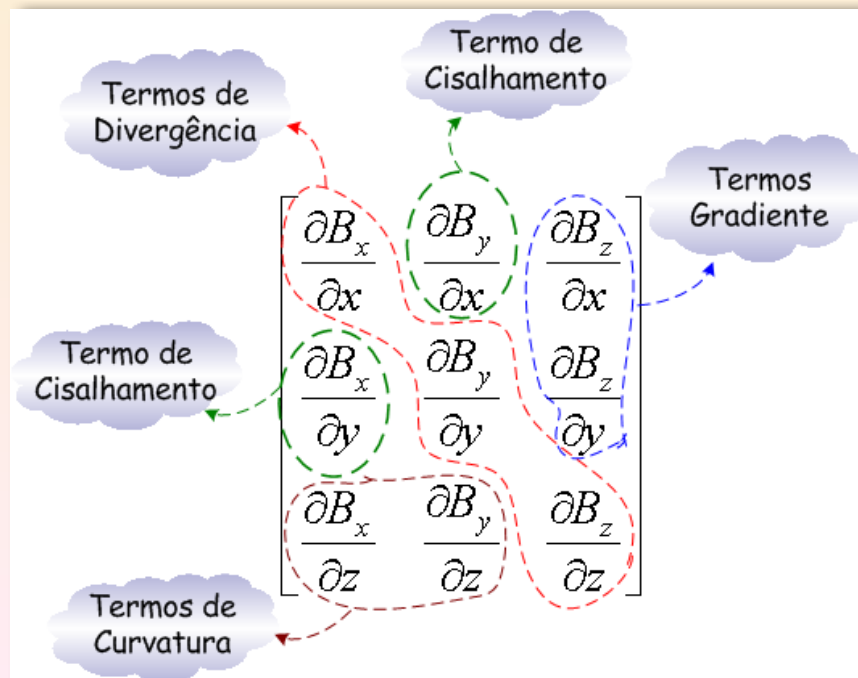 Termo de
Cisalhamento
Termos de
Divergência
Termos
Gradiente
∂B_x ∂B_y ∂B_z
∂x ∂x ∂x
Termo de
Cisalhamento
∂B_x ∂B_y ∂B_z
∂y ∂y ∂y
∂B_x ∂B_y ∂B_z
∂z ∂z ∂z
Termos de
Curvatura